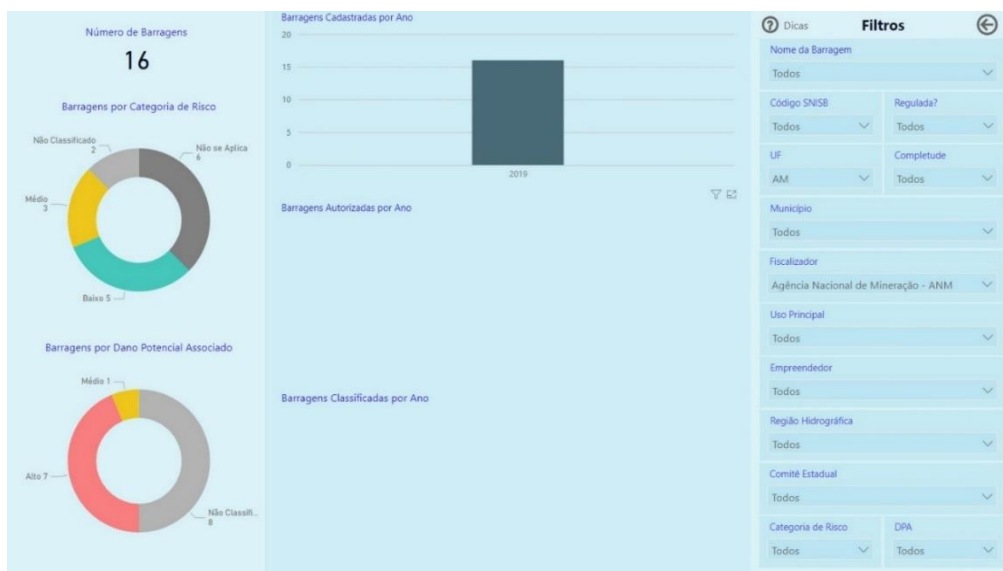 Número de Barragens
16
Barragens por Categoria de Risco
Não Classificado
2
Não se Aplica
6
Médio
3
Baixo 5
Barragens por Dano Potencial Associado
Médio 1
Alto 7
Não Classifi...
8
Barragens Cadastradas por Ano
20
15
10
5
0
2019
Barragens Autorizadas por Ano
Barragens Classificadas por Ano
? Dicas
Filtros
Nome da Barragem
Todos
Código SNISB
Regulada?
Todos
Todos
UF
Completude
AM
Todos
Município
Todos
Fiscalizador
Agência Nacional de Mineração - ANM
Uso Principal
Todos
Empreendedor
Todos
Região Hidrográfica
Todos
Comitê Estadual
Todos
Categoria de Risco
DPA
Todos
Todos